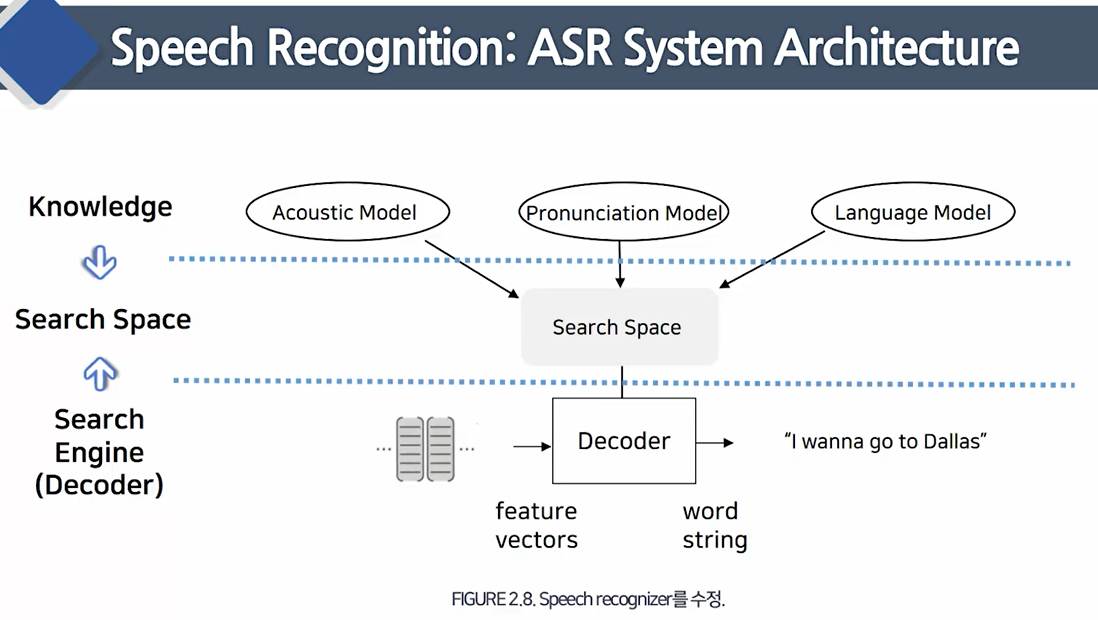 Speech Recognition: ASR System Architecture
Knowledge
Acoustic Model
Pronunciation Model
Language Model
Search Space
Search Space
Search
Engine
(Decoder)
...
...
Decoder
“I wanna go to Dallas”
feature
vectors
word
string
FIGURE 2.8. Speech recognizer를 수정.